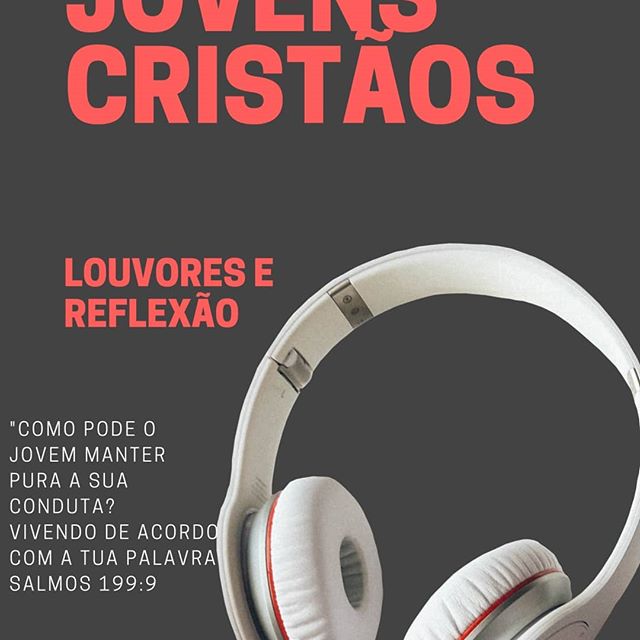 JOVENS
CRISTÃOS
LOUVORES E
REFLEXÃO
"COMO PODE O
JOVEM MANTER
PURA A SUA
CONDUTA?
VIVENDO DE ACORDO
COM A TUA PALAVRA
SALMOS 199:9